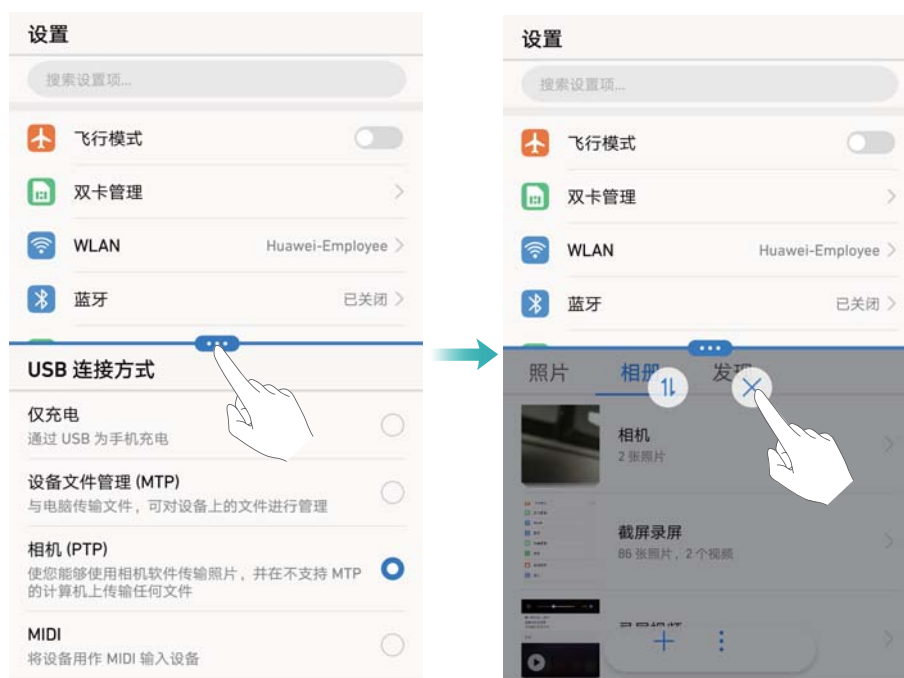 设置
搜索设置项...
飞行模式
双卡管理
WLAN
Huawei-Employee
蓝牙
已关闭
USB 连接方式
仅充电
通过 USB 为手机充电
设备文件管理 (MTP)
与电脑传输文件，可对设备上的文件进行管理
相机 (PTP)
使您能够使用相机软件传输照片，并在不支持 MTP
的计算机上传输任何文件
MIDI
将设备用作 MIDI 输入设备
设置
搜索设置项...
飞行模式
双卡管理
WLAN
Huawei-Employee
蓝牙
已关闭
照片
相册
发现
相机
2 张照片
截屏录屏
86 张照片，2 个视频